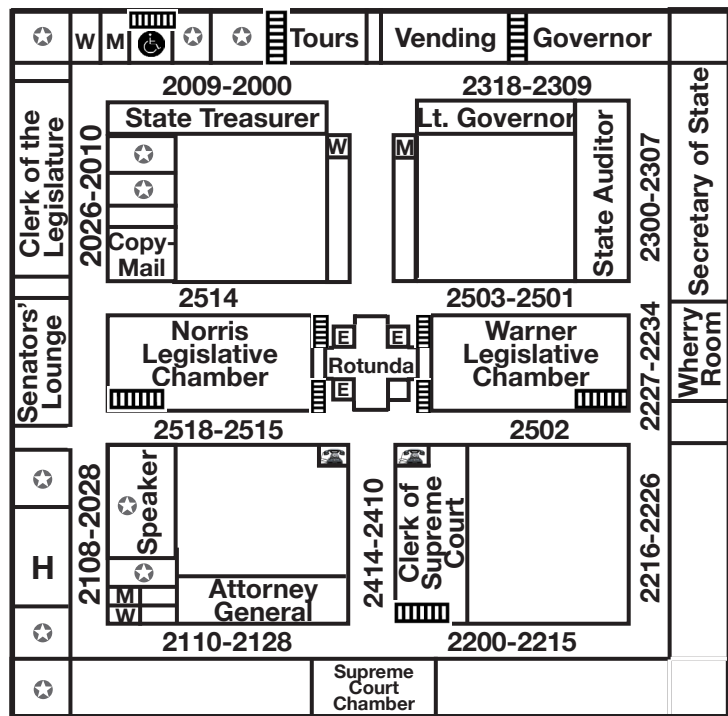 W M Tours Vending Governor
2009-2000
2318-2309
State Treasurer
Lt. Governor
W
M
Clerk of the
Legislature
2026-2010
State Auditor
2300-2307
Secretary of State
Copy-
Mail
2514
2503-2501
Senators'
Lounge
Norris
Legislative
Chamber
E
E
Rotunda
E
Warner
Legislative
Chamber
2227-2234
Wherry
Room
2518-2515
2502
H
2108-2028
Speaker
2414-2410
Clerk of
Supreme
Court
2216-2226
M
W
Attorney
General
2110-2128
2200-2215
Supreme
Court
Chamber